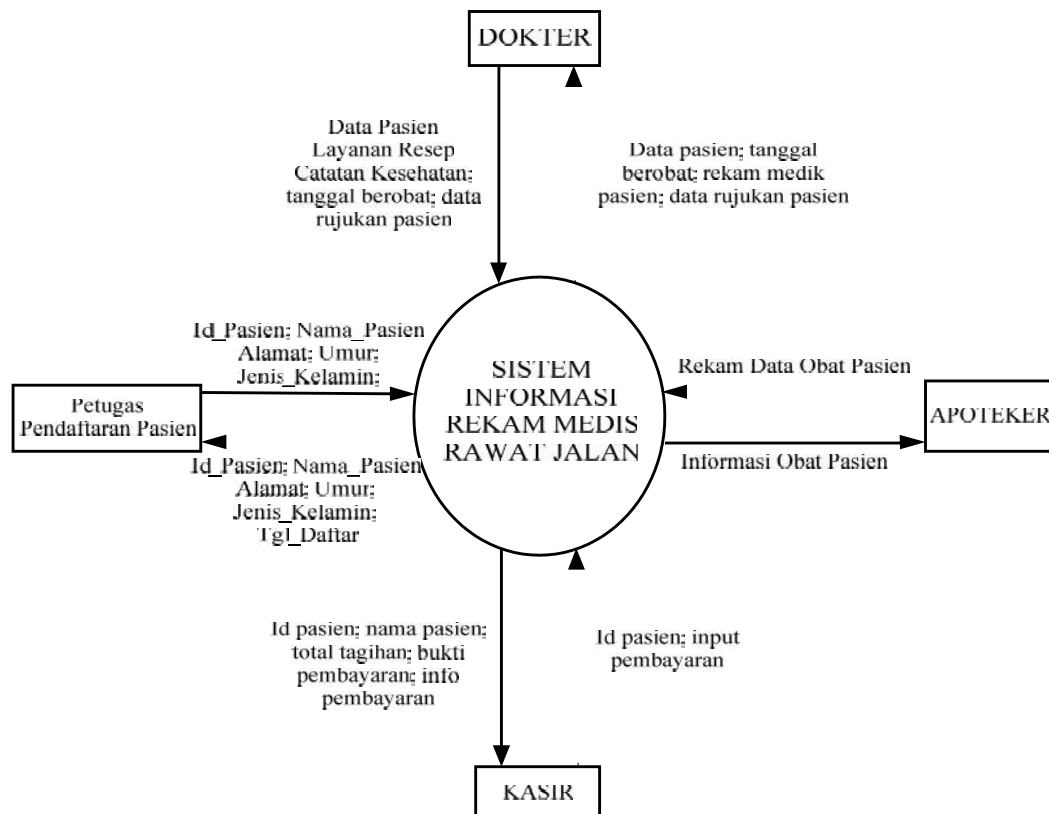 DOKTER
Data Pasien
Layanan Resep
Catatan Kesehatan;
tanggal berobat; data
rujukan pasien
Data pasien; tanggal
berobat; rekam medik
pasien; data rujukan pasien
Id_Pasien; Nama_Pasien
Alamat; Umur;
Jenis_Kelamin;
SISTEM
INFORMASI
REKAM MEDIS
RAWAT JALAN
Rekam Data Obat Pasien
Petugas
Pendaftaran Pasien
APOTEKER
Informasi Obat Pasien
Id_Pasien; Nama_Pasien
Alamat; Umur;
Jenis_Kelamin;
Tgl_Daftar
Id pasien; nama pasien;
total tagihan; bukti
pembayaran; info
pembayaran
Id pasien; input
pembayaran
KASIR